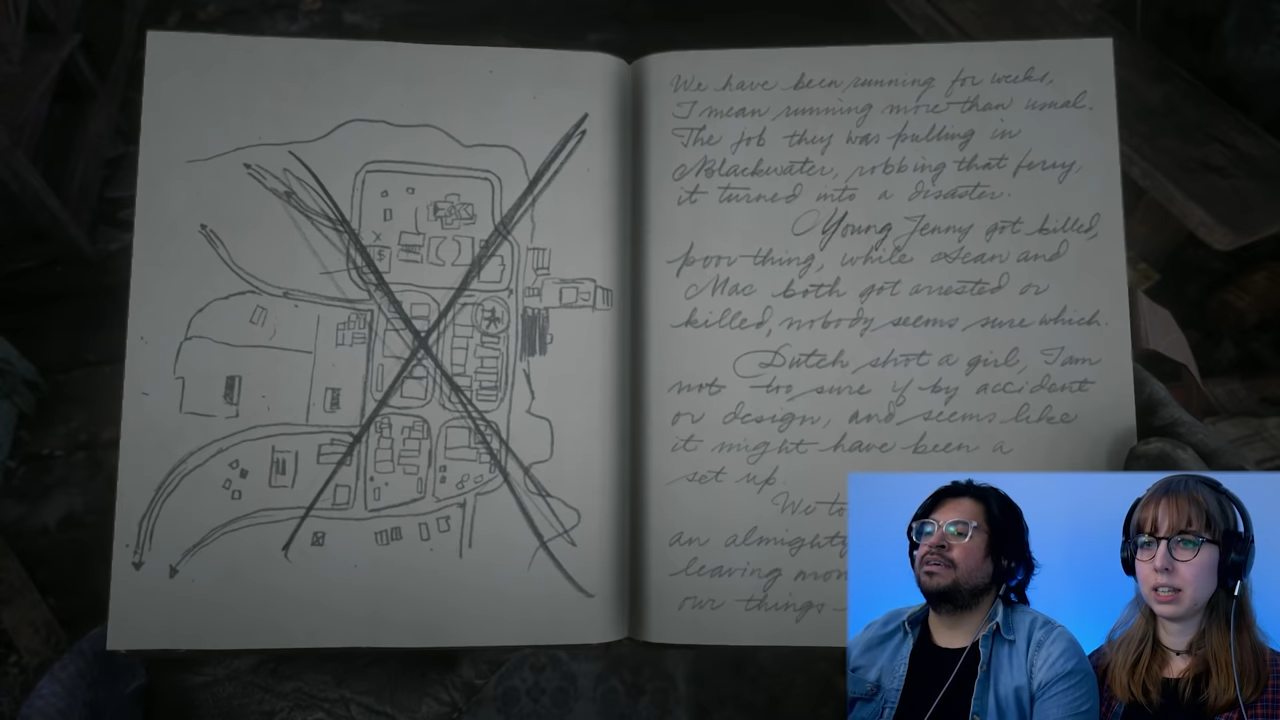 We have been running for weeks,
I mean running more than usual.
The job they was pulling in
Blackwater, robbing that ferry,
it turned into a disaster.
Young Jenny got killed,
poor thing, while Sean and
Mac both got arrested or
killed, nobody seems sure which.
Dutch shot a girl, I am
not too sure if by accident
or design, and seems like
it might have been a
set up.
We
an almighty
leaving
our things
$